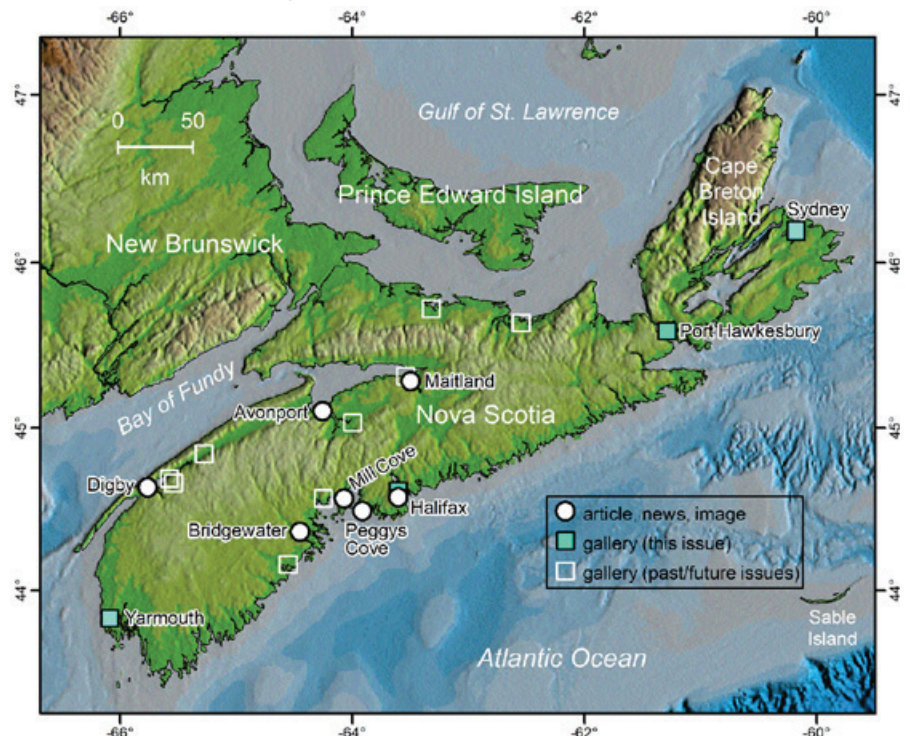 -66°
-64°
-62°
-60°
47°
47°
Gulf of St. Lawrence
0 50
km
Cape
Breton
Island
Prince Edward Island
Sydney
New Brunswick
46°
46°
Port Hawkesbury
Bay of Fundy
Maitland
Avonport
Nova Scotia
45°
45°
Mill Cove
Digby
Halifax
Bridgewater
Peggys
Cove
article, news, image
gallery (this issue)
gallery (past/future issues)
44°
44°
Yarmouth
Sable
Island
Atlantic Ocean
-66°
-64°
-62°
-60°